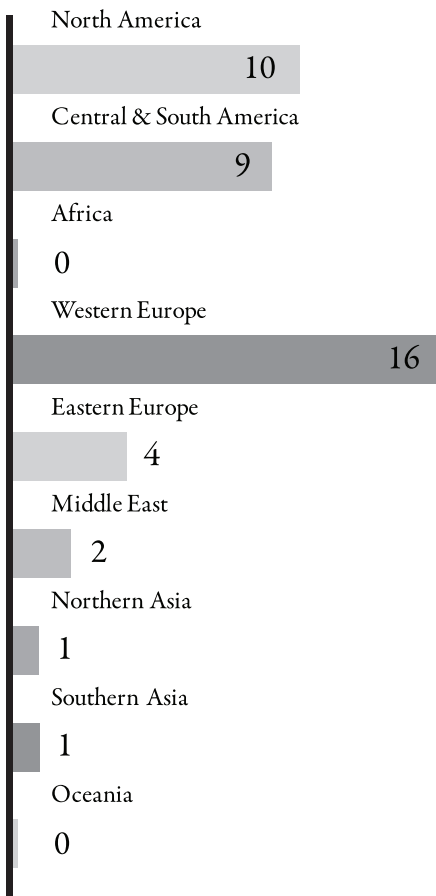 North America
10
Central & South America
9
Africa
0
Western Europe
16
Eastern Europe
4
Middle East
2
Northern Asia
1
Southern Asia
1
Oceania
0